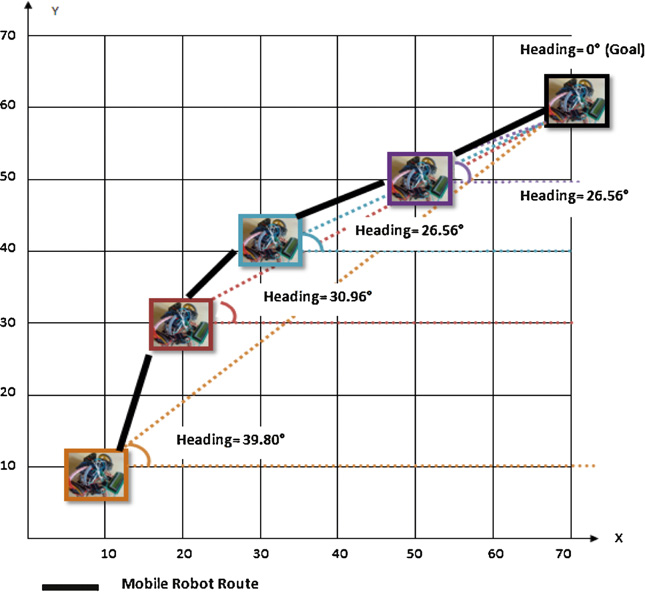 Y
70
Heading=0° (Goal)
60
50
Heading=26.56°
Heading=26.56°
40
Heading=30.96°
30
20
Heading=39.80°
10
X
10 20 30 40 50 60 70
Mobile Robot Route